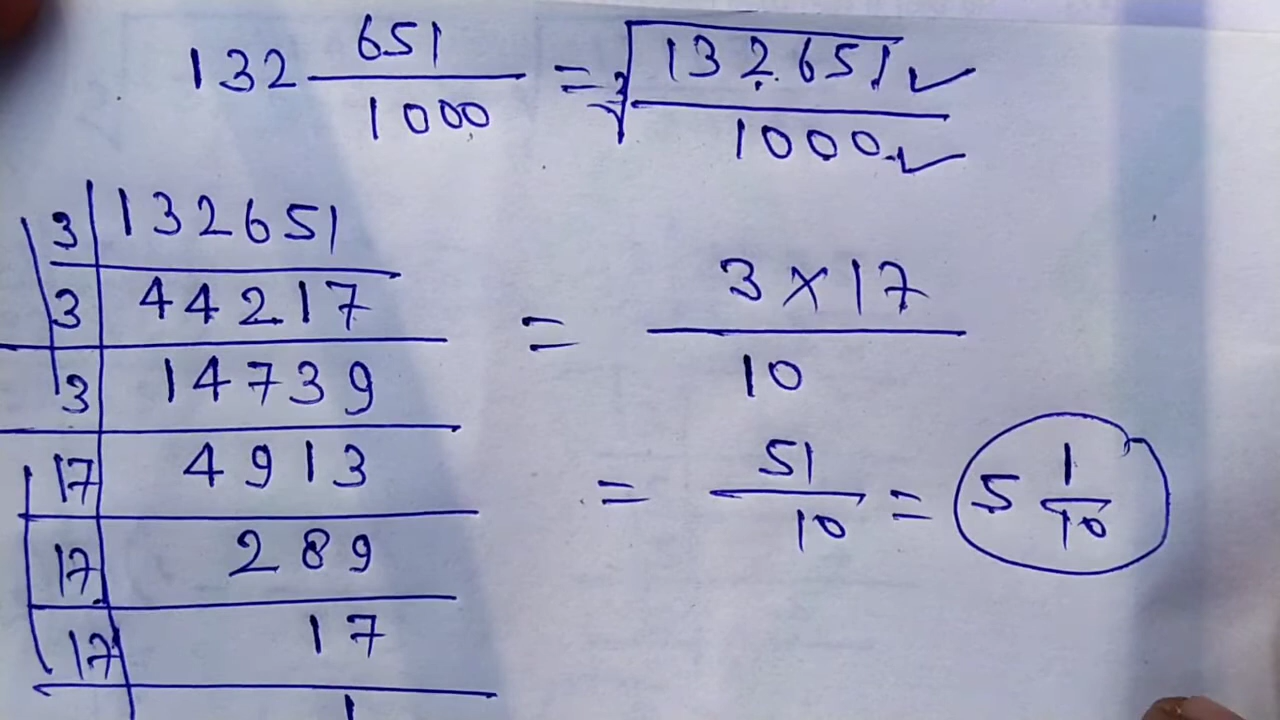 132 651/1000 = ∛(132651/1000) ✓ ✓
3 | 132651
3 | 44217
3 | 14739
17 | 4913
17 | 289
17 | 17
1
= 3 × 17 / 10
= 51/10 = 5 1/10